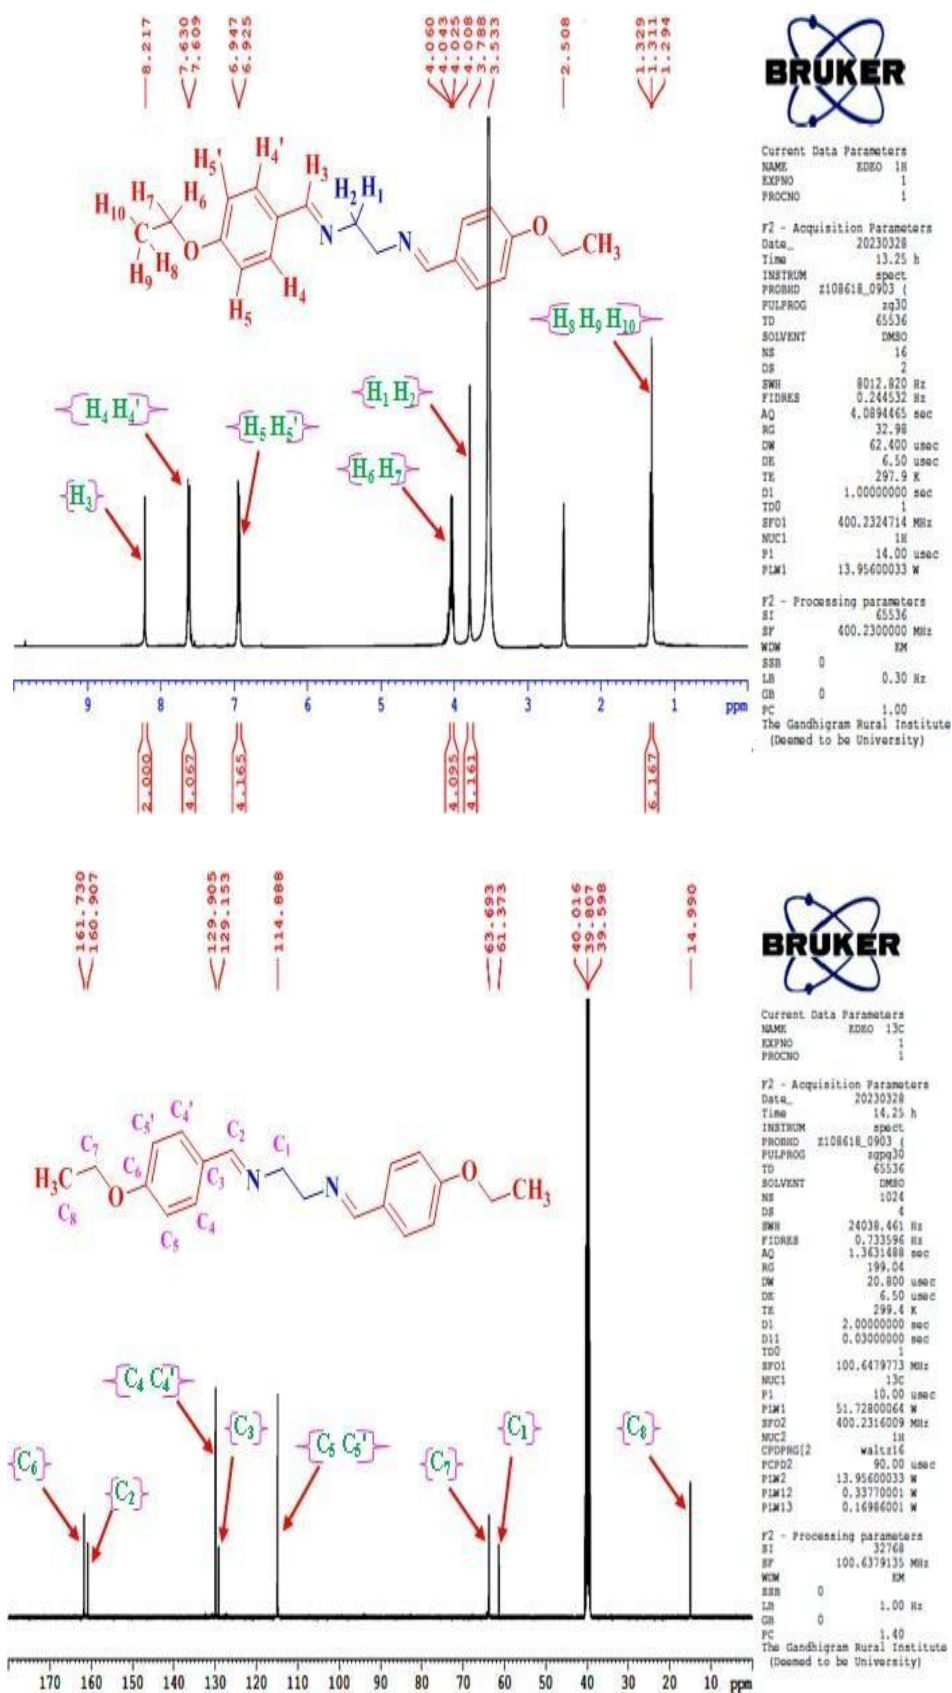 8.217
7.630
7.609
6.947
6.925
4.060
4.043
4.025
4.008
3.788
3.533
2.508
1.329
1.311
1.294
BRUKER
Current Data Parameters
NAME EDEO 1H
EXPNO 1
PROCNO 1
F2 - Acquisition Parameters
Date_ 20230328
Time 13.25 h
INSTRUM spect
PROBHD Z108618_0903 (
PULPROG zg30
TD 65536
SOLVENT DMSO
NS 16
DS 2
SWH 8012.820 Hz
FIDRES 0.244532 Hz
AQ 4.0894465 sec
RG 32.98
DW 62.400 usec
DE 6.50 usec
TE 297.9 K
D1 1.00000000 sec
TD0 1
SFO1 400.2324714 MHz
NUC1 1H
P1 14.00 usec
PLW1 13.95600033 W
F2 - Processing parameters
SI 65536
SF 400.2300000 MHz
WDW EM
SSB 0
LB 0.30 Hz
GB 0
PC 1.00
The Gandhigram Rural Institute
(Deemed to be University)
H5' H4' H3
H10 H7 H6 H2 H1
N
C O H8 N O CH3
H9 H4
H5
{H8 H9 H10}
{H4 H4'} {H5 H5'} {H1 H2}
{H3} {H6 H7}
9 8 7 6 5 4 3 2 1 ppm
2.000
4.067
4.165
4.095
4.161
6.167
161.730
160.907
129.905
129.153
114.888
63.693
61.373
40.016
39.807
39.598
14.990
BRUKER
Current Data Parameters
NAME EDEO 13C
EXPNO 1
PROCNO 1
F2 - Acquisition Parameters
Date_ 20230328
Time 14.25 h
INSTRUM spect
PROBHD Z108618_0903 (
PULPROG zgpg30
TD 65536
SOLVENT DMSO
NS 1024
DS 4
SWH 24038.461 Hz
FIDRES 0.733596 Hz
AQ 1.3631488 sec
RG 199.04
DW 20.800 usec
DE 6.50 usec
TE 299.4 K
D1 2.00000000 sec
D11 0.03000000 sec
TD0 1
SFO1 100.6479773 MHz
NUC1 13C
P1 10.00 usec
PLW1 51.72800064 W
SFO2 400.2316009 MHz
NUC2 1H
CPDPRG[2 waltz16
PCPD2 90.00 usec
PLW2 13.95600033 W
PLW12 0.33770001 W
PLW13 0.16986001 W
F2 - Processing parameters
SI 32768
SF 100.6379135 MHz
WDW EM
SSB 0
LB 1.00 Hz
GB 0
PC 1.40
The Gandhigram Rural Institute
(Deemed to be University)
C5' C4'
C7 C6 C2 C1
H3C O C3 N N O CH3
C8 C5 C4
{C4 C4'} {C3} {C5 C5'} {C1} {C8}
{C6} {C2} {C7}
170 160 150 140 130 120 110 100 90 80 70 60 50 40 30 20 10 ppm